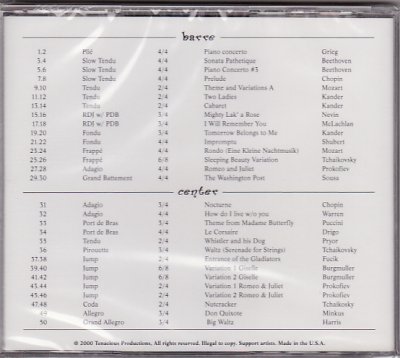 barre
1.2 Plié 4/4 Piano concerto Grieg
3.4 Slow Tendu 4/4 Sonata Pathetique Beethoven
5.6 Slow Tendu 4/4 Piano Concerto #3 Beethoven
7.8 Slow Tendu 4/4 Prelude Chopin
9.10 Tendu 2/4 Theme and Variations A Mozart
11.12 Tendu 2/4 Two Ladies Kander
13.14 Tendu 2/4 Cabaret Kander
15.16 RDJ w/ PDB 3/4 Mighty Lak' a Rose Nevin
17.18 RDJ w/ PDB 3/4 I Will Remember You McLachlan
19.20 Fondu 3/4 Tomorrow Belongs to Me Kander
21.22 Fondu 4/4 Impromptu Shubert
23.24 Frappé 4/4 Rondo (Eine Kleine Nachtmusik) Mozart
25.26 Frappé 6/8 Sleeping Beauty Variation Tchaikovsky
27.28 Adagio 4/4 Romeo and Juliet Prokofiev
29.30 Grand Battement 4/4 The Washington Post Sousa
center
31 Adagio 3/4 Nocturne Chopin
32 Adagio 4/4 How do I live w/o you Warren
33 Port de Bras 3/4 Theme from Madame Butterfly Puccini
34 Port de Bras 4/4 Le Corsaire Drigo
35 Tendu 2/4 Whistler and his Dog Pryor
36 Pirouette 3/4 Waltz (Serenade for Strings) Tchaikovsky
37.38 Jump 2/4 Entrance of the Gladiators Fucik
39.40 Jump 6/8 Variation 1 Giselle Burgmuller
41.42 Jump 6/8 Variation 2 Giselle Burgmuller
43.44 Jump 2/4 Variation 1 Romeo & Juliet Prokofiev
45.46 Jump 2/4 Variation 2 Romeo & Juliet Prokofiev
47.48 Coda 2/4 Nutcracker Tchaikovsky
49 Allegro 3/4 Don Quixote Minkus
50 Grand Allegro 3/4 Big Waltz Harris
© 2000 Tenacious Productions, All rights reserved. Illegal to copy. Support artists. Made in the U.S.A.